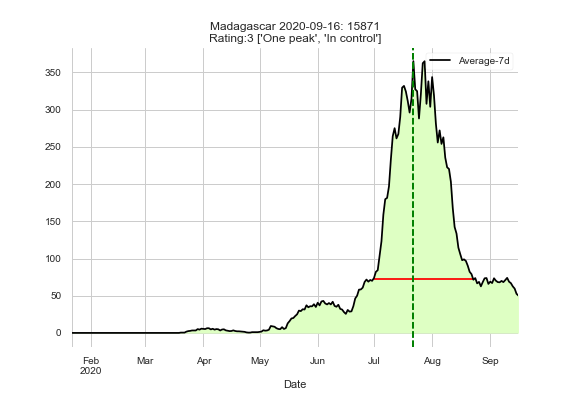 Madagascar 2020-09-16: 15871
Rating:3 ['One peak', 'In control']
Average-7d
350
300
250
200
150
100
50
0
Feb Mar Apr May Jun Jul Aug Sep
2020
Date